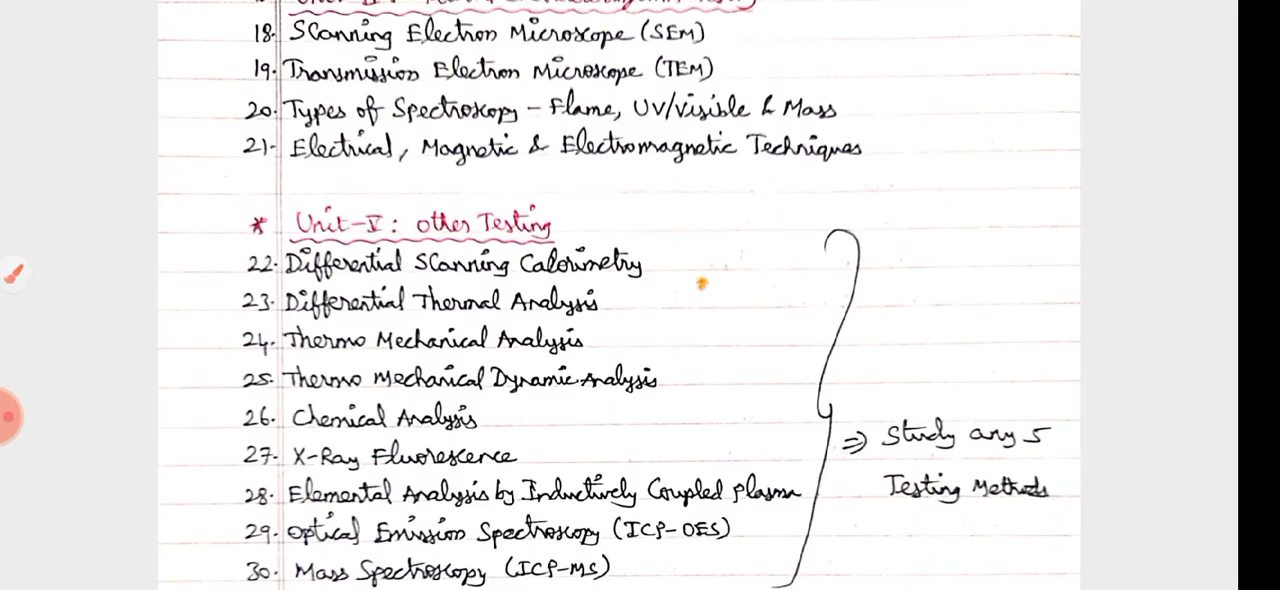 18. Scanning Electron Microscope (SEM)
19. Transmission Electron Microscope (TEM)
20. Types of Spectroscopy - Flame, UV/Visible & Mass
21. Electrical, Magnetic & Electromagnetic Techniques
* Unit-V: Other Testing
22. Differential Scanning Calorimetry
23. Differential Thermal Analysis
24. Thermo Mechanical Analysis
25. Thermo Mechanical Dynamic Analysis
26. Chemical Analysis
27. X-Ray Fluorescence
28. Elemental Analysis by Inductively Coupled Plasma
29. Optical Emission Spectroscopy (ICP-OES)
30. Mass Spectroscopy (ICP-MS)
⇒ Study any 5
Testing Methods